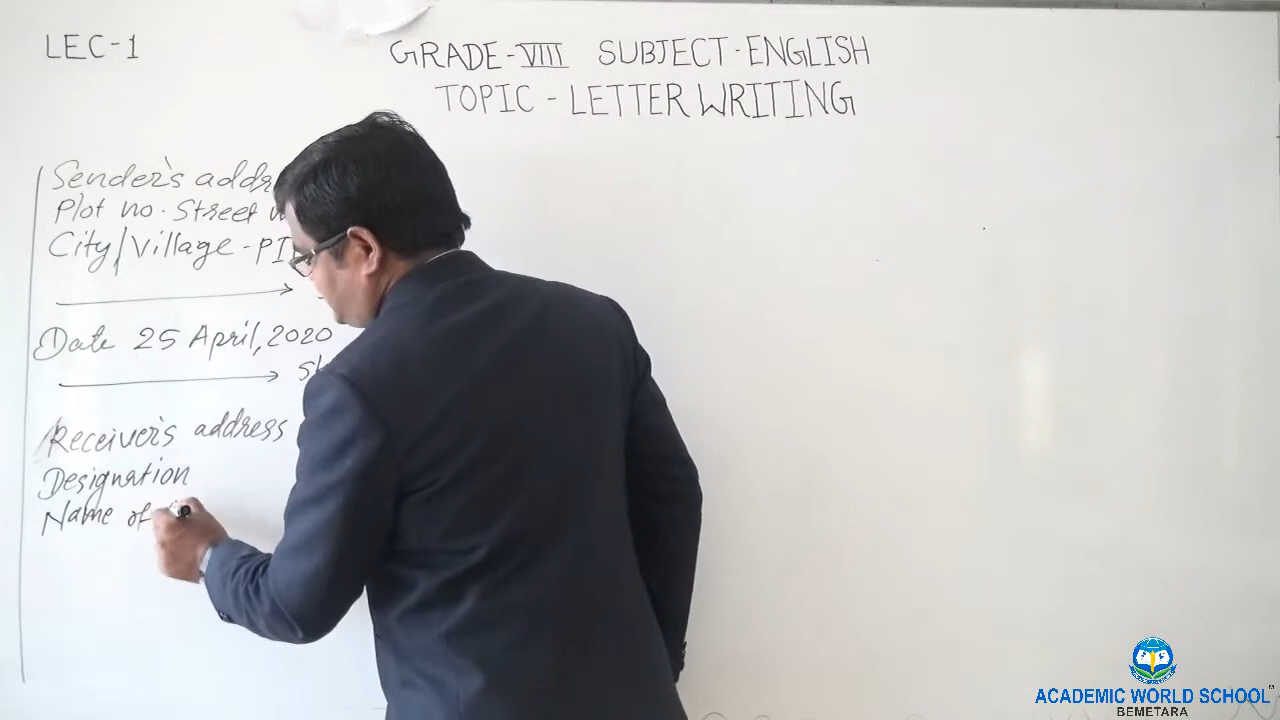 LEC-1
GRADE-VIII SUBJECT-ENGLISH
TOPIC - LETTER WRITING
Sender's
Plot no. Street
City/Village -
Date 25 April, 2020
Receiver's address
Designation
Name of
ACADEMIC WORLD SCHOOL
BEMETARA